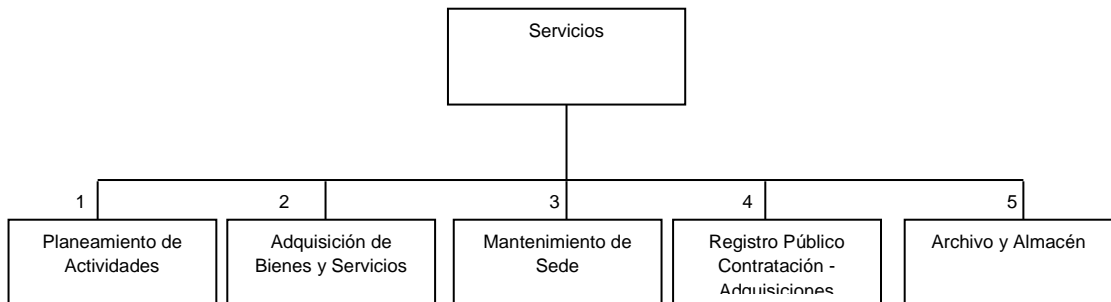 Servicios
1
2
3
4
5
Planeamiento de
Actividades
Adquisición de
Bienes y Servicios
Mantenimiento de
Sede
Registro Público
Contratación -
Adquisiciones
Archivo y Almacén